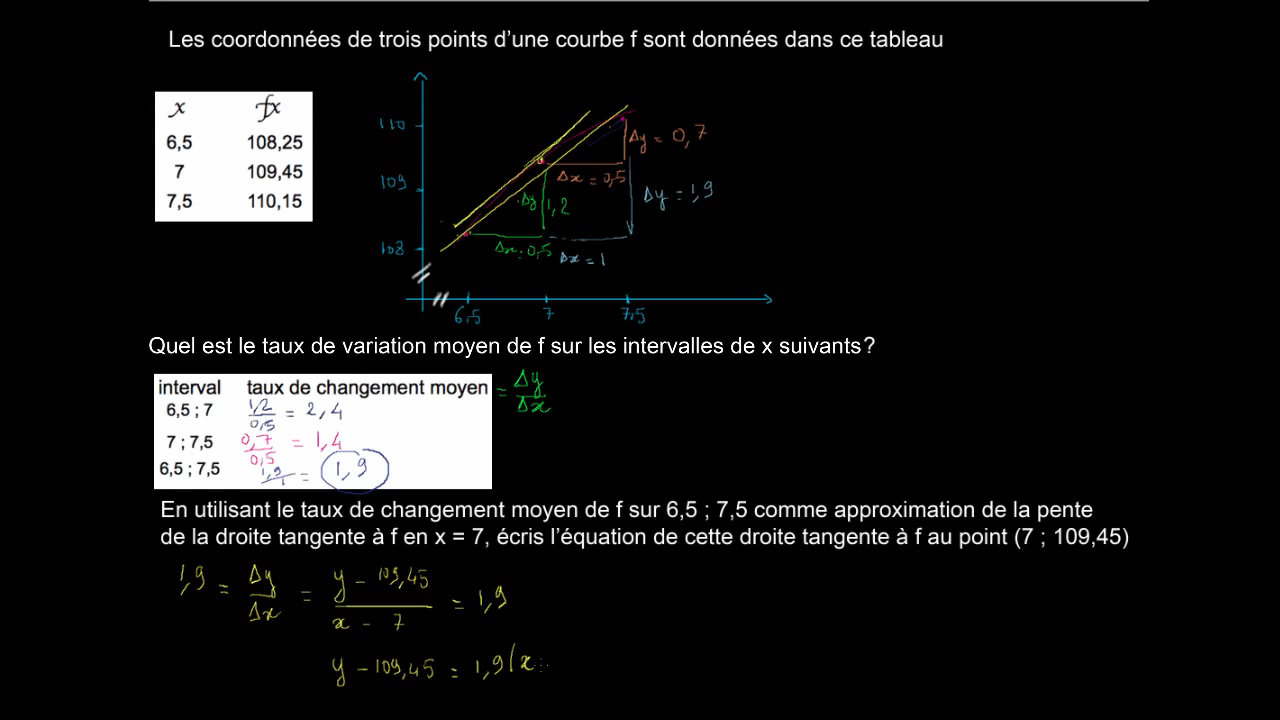 Les coordonnées de trois points d'une courbe f sont données dans ce tableau
x fx
6,5 108,25
7 109,45
7,5 110,15
110
109
108
6,5 7 7,5
Δy = 0,7
Δx = 0,5
Δy = 1,9
Δy 1,2
Δx = 0,5
Δx = 1
Quel est le taux de variation moyen de f sur les intervalles de x suivants?
interval taux de changement moyen = Δy/Δx
6,5 ; 7 1,2/0,5 = 2,4
7 ; 7,5 0,7/0,5 = 1,4
6,5 ; 7,5 1,9/1 = 1,9
En utilisant le taux de changement moyen de f sur 6,5 ; 7,5 comme approximation de la pente
de la droite tangente à f en x = 7, écris l'équation de cette droite tangente à f au point (7 ; 109,45)
1,9 = Δy/Δx = y - 109,45 / x - 7 = 1,9
y - 109,45 = 1,9(x